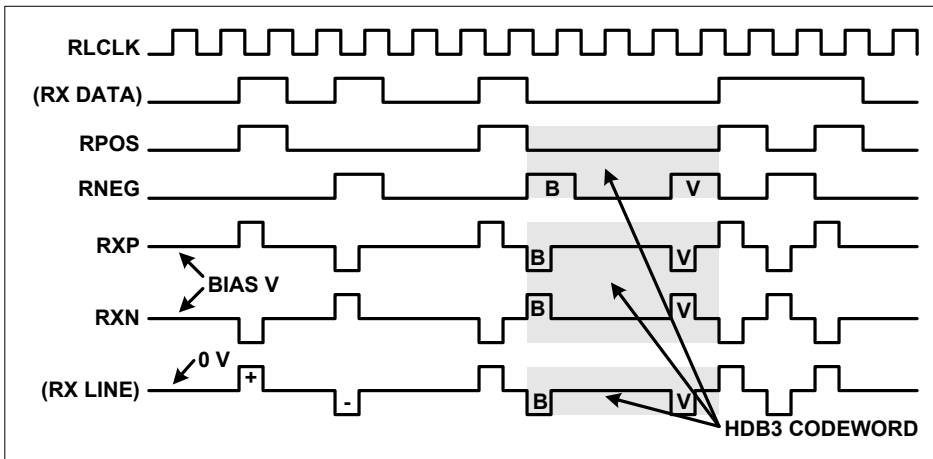 RLCLK
(RX DATA)
RPOS
RNEG B V
RXP B V
BIAS V
RXN B V
0 V
(RX LINE) + - B V
HDB3 CODEWORD